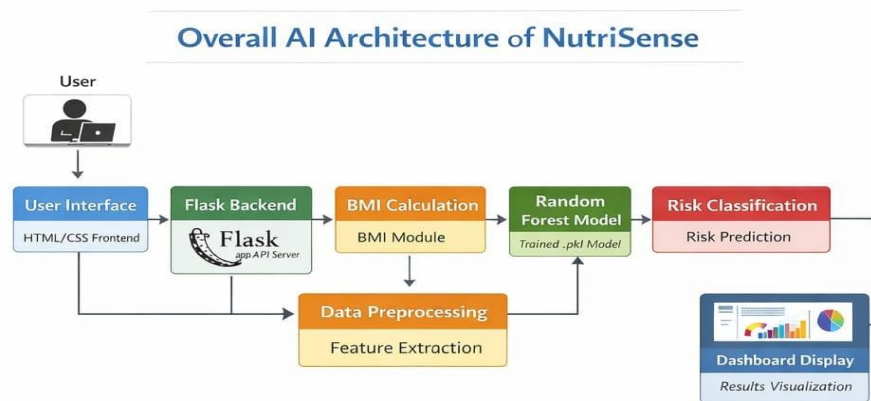 Overall AI Architecture of NutriSense
User
User Interface
HTML/CSS Frontend
Flask Backend
Flask
app API Server
BMI Calculation
BMI Module
Random
Forest Model
Trained .pkl Model
Risk Classification
Risk Prediction
Data Preprocessing
Feature Extraction
Dashboard Display
Results Visualization